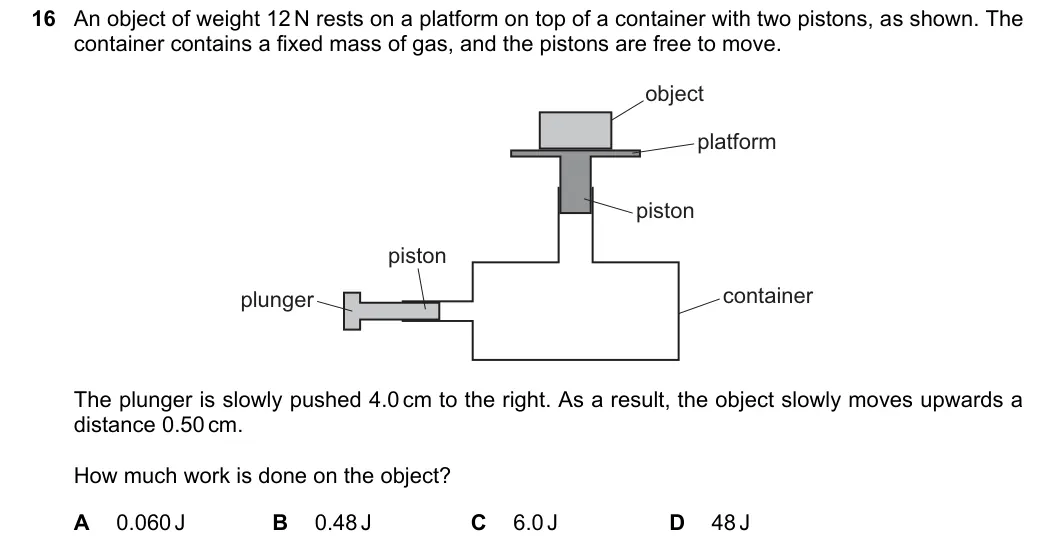 16 An object of weight 12 N rests on a platform on top of a container with two pistons, as shown. The
container contains a fixed mass of gas, and the pistons are free to move.
object
platform
piston
piston
plunger
container
The plunger is slowly pushed 4.0 cm to the right. As a result, the object slowly moves upwards a
distance 0.50 cm.
How much work is done on the object?
A 0.060 J B 0.48 J C 6.0 J D 48 J